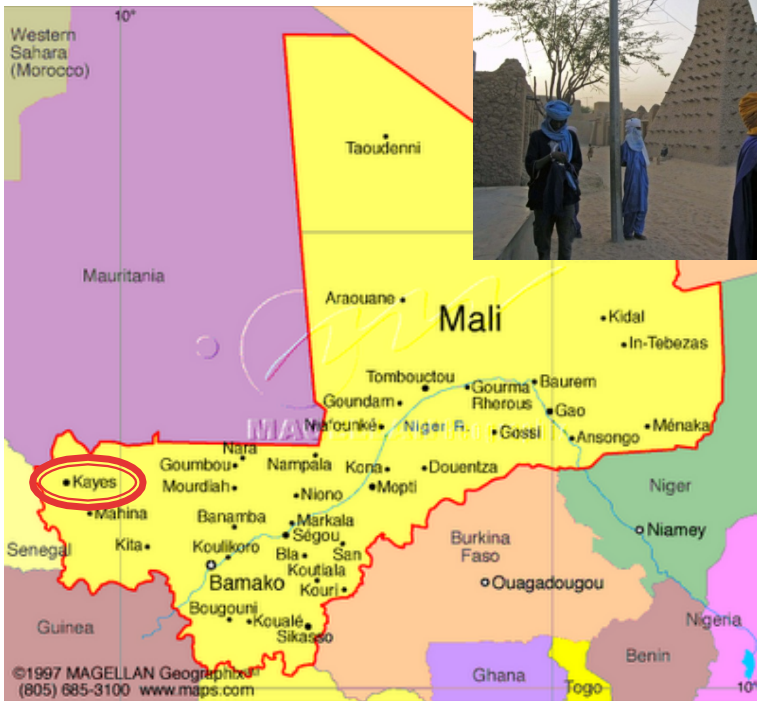 10°
Western
Sahara
(Morocco)
Taoudenni
Mauritania
Araouane
Mali
Kidal
In-Tebezas
Tombouctou
Baurem
Gourma
Rherous
Goundam
Gao
Niafounké
Niger R.
Gossi
Ansongo
Ménaka
Nara
Goumbou
Nampala
Kona
Douentza
Kayes
Mourdiah
Niono
Mopti
Niger
Mahina
Banamba
Markala
Burkina
Faso
Niamey
Senegal
Kita
Koulikoro
Ségou
Bla
San
Koutiala
Bamako
Kouri
Ouagadougou
Bougouni
Koualé
Sikasso
Guinea
Nigeria
Benin
Ghana
Togo
©1997 MAGELLAN Geographix℠
(805) 685-3100 www.maps.com
10°